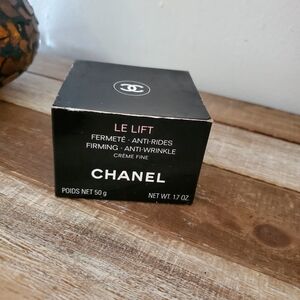 LE LIFT
FERMETÉ · ANTI-RIDES
FIRMING · ANTI-WRINKLE
CRÈME FINE
CHANEL
POIDS NET 50 g NET WT. 1.7 OZ